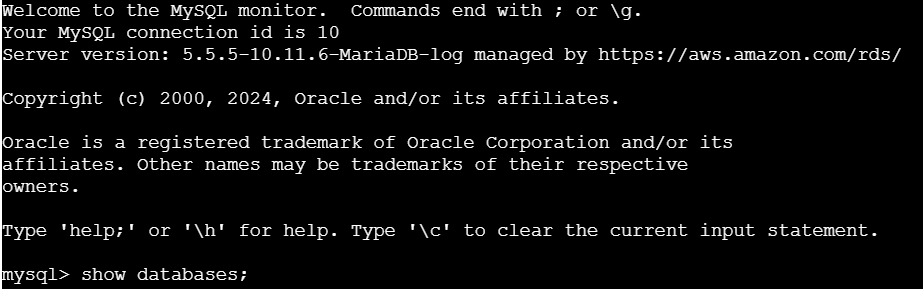 Welcome to the MySQL monitor.  Commands end with ; or \g.
Your MySQL connection id is 10
Server version: 5.5.5-10.11.6-MariaDB-log managed by https://aws.amazon.com/rds/
Copyright (c) 2000, 2024, Oracle and/or its affiliates.
Oracle is a registered trademark of Oracle Corporation and/or its
affiliates. Other names may be trademarks of their respective
owners.
Type 'help;' or '\h' for help. Type '\c' to clear the current input statement.
mysql> show databases;